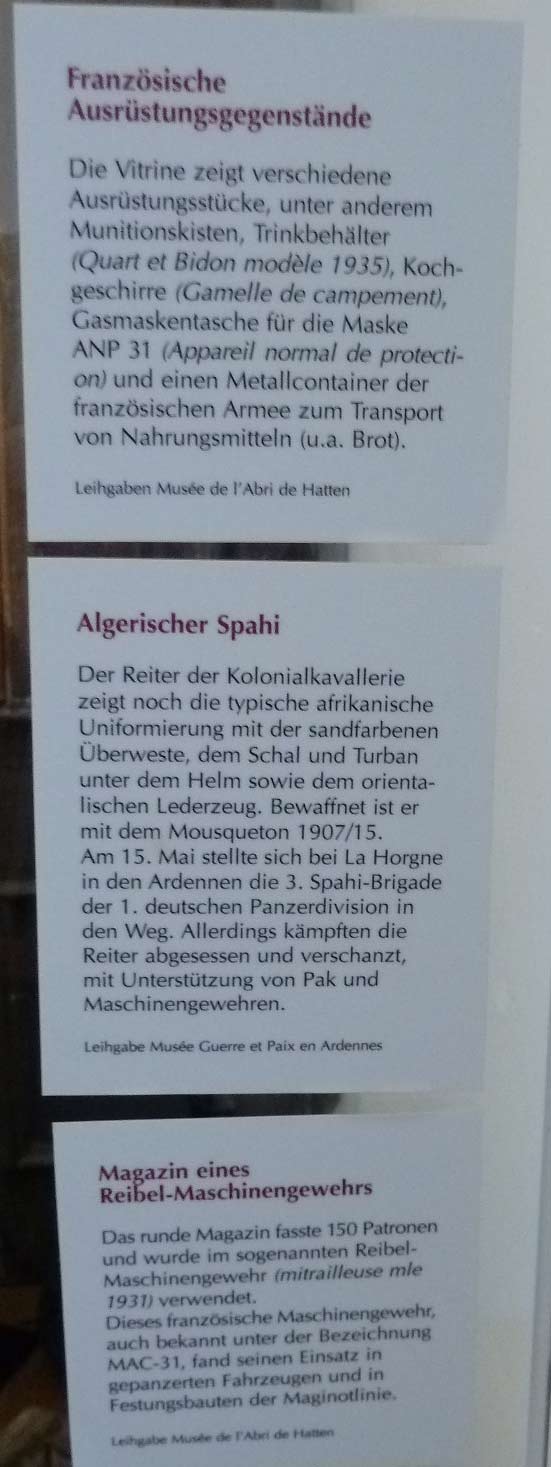 Französische
Ausrüstungsgegenstände
Die Vitrine zeigt verschiedene
Ausrüstungsstücke, unter anderem
Munitionskisten, Trinkbehälter
(Quart et Bidon modèle 1935), Koch-
geschirre (Gamelle de campement),
Gasmaskentasche für die Maske
ANP 31 (Appareil normal de protecti-
on) und einen Metallcontainer der
französischen Armee zum Transport
von Nahrungsmitteln (u.a. Brot).
Leihgaben Musée de l'Abri de Hatten
Algerischer Spahi
Der Reiter der Kolonialkavallerie
zeigt noch die typische afrikanische
Uniformierung mit der sandfarbenen
Überweste, dem Schal und Turban
unter dem Helm sowie dem orienta-
lischen Lederzeug. Bewaffnet ist er
mit dem Mousqueton 1907/15.
Am 15. Mai stellte sich bei La Horgne
in den Ardennen die 3. Spahi-Brigade
der 1. deutschen Panzerdivision in
den Weg. Allerdings kämpften die
Reiter abgesessen und verschanzt,
mit Unterstützung von Pak und
Maschinengewehren.
Leihgabe Musée Guerre et Paix en Ardennes
Magazin eines
Reibel-Maschinengewehrs
Das runde Magazin fasste 150 Patronen
und wurde im sogenannten Reibel-
Maschinengewehr (mitrailleuse mle
1931) verwendet.
Dieses französische Maschinengewehr,
auch bekannt unter der Bezeichnung
MAC-31, fand seinen Einsatz in
gepanzerten Fahrzeugen und in
Festungsbauten der Maginotlinie.
Leihgabe Musée de l'Abri de Hatten